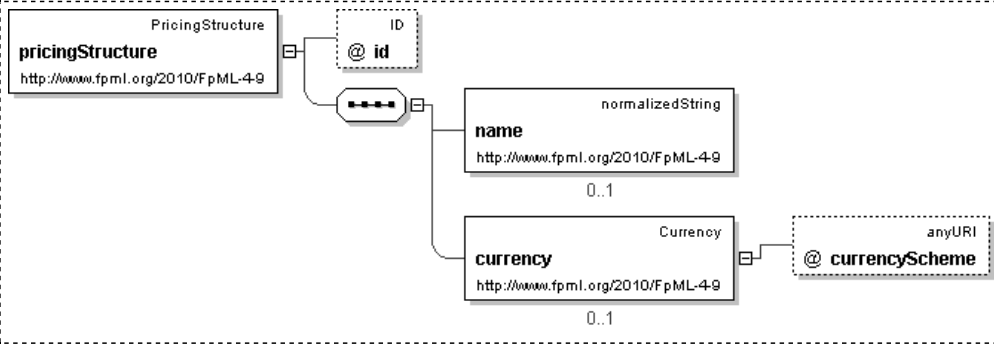 PricingStructure
pricingStructure
http://www.fpml.org/2010/FpML-4-9
ID
@ id
normalizedString
name
http://www.fpml.org/2010/FpML-4-9
0..1
Currency
currency
http://www.fpml.org/2010/FpML-4-9
0..1
anyURI
@ currencyScheme